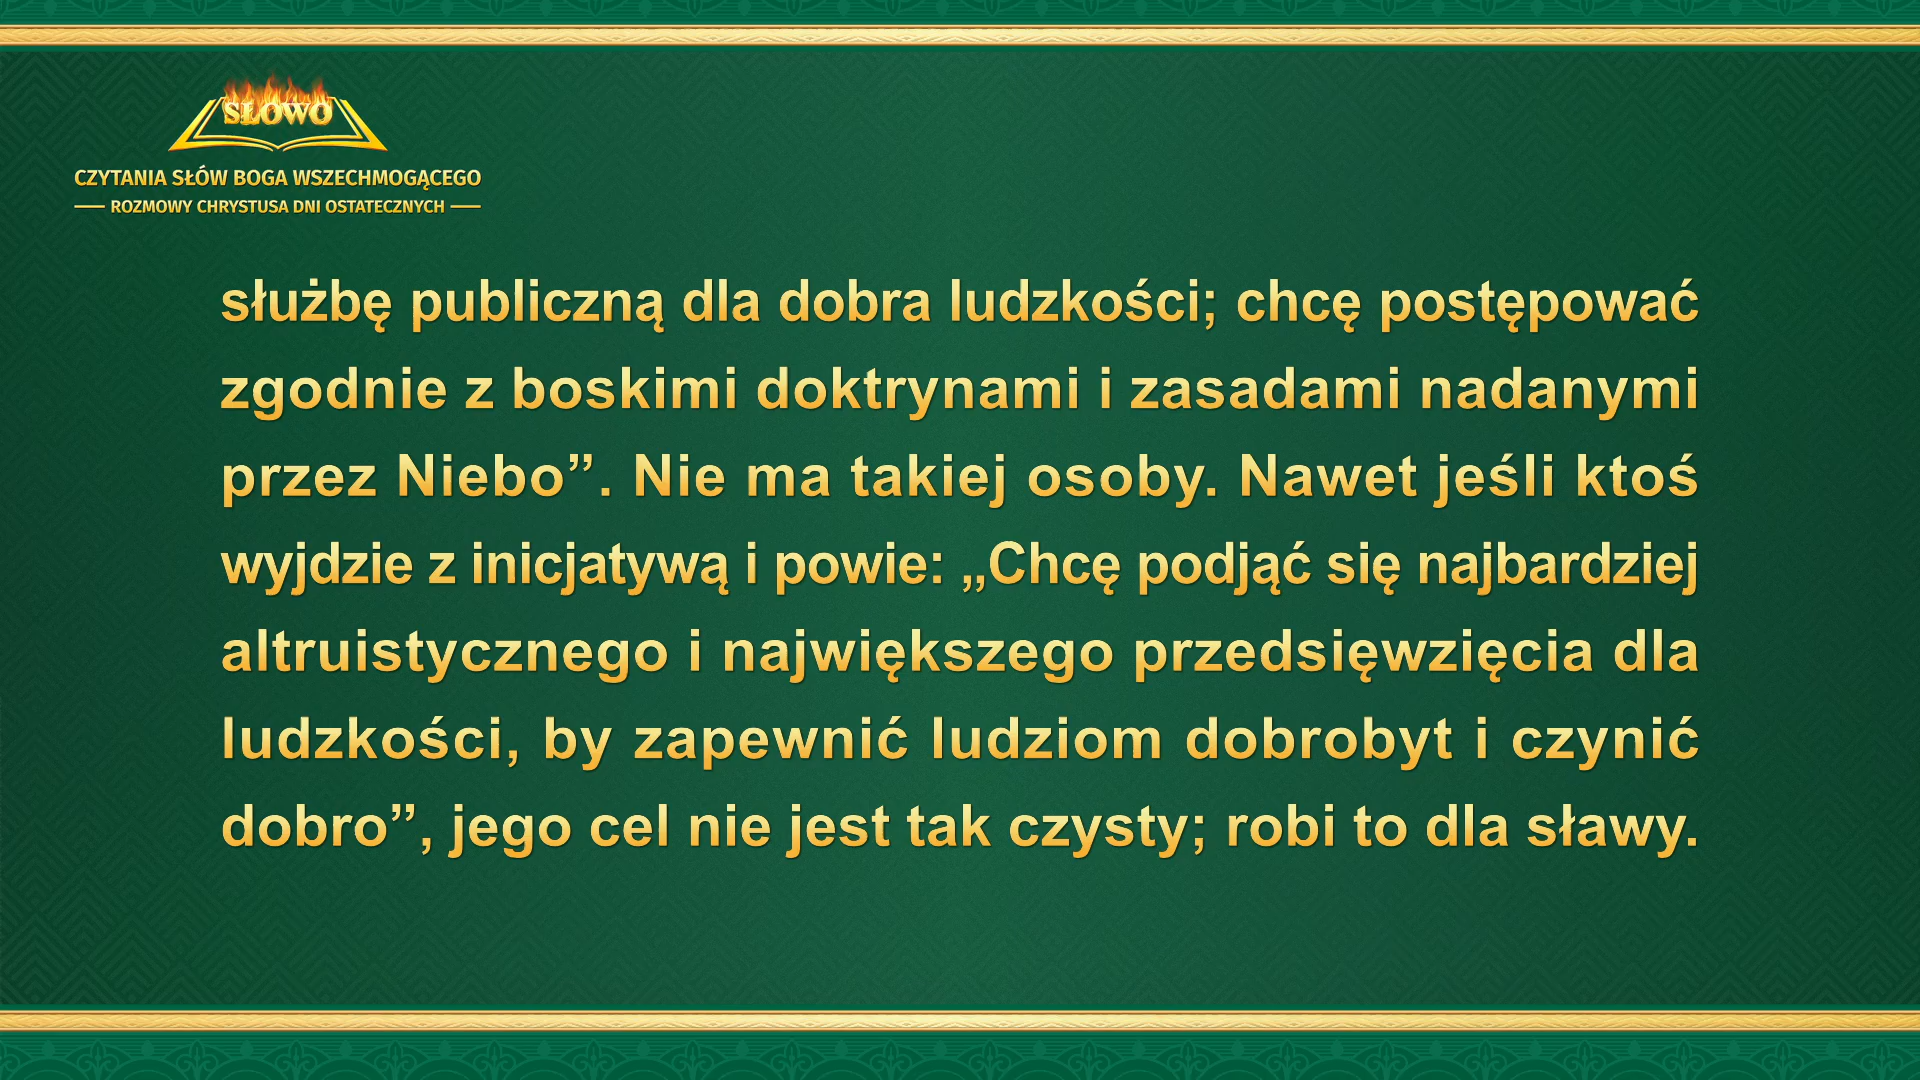 SŁOWO
CZYTANIA SŁÓW BOGA WSZECHMOGĄCEGO
ROZMOWY CHRYSTUSA DNI OSTATECZNYCH
służbę publiczną dla dobra ludzkości; chcę postępować
zgodnie z boskimi doktrynami i zasadami nadanymi
przez Niebo”. Nie ma takiej osoby. Nawet jeśli ktoś
wyjdzie z inicjatywą i powie: „Chcę podjąć się najbardziej
altruistycznego i największego przedsięwzięcia dla
ludzkości, by zapewnić ludziom dobrobyt i czynić
dobro”, jego cel nie jest tak czysty; robi to dla sławy.